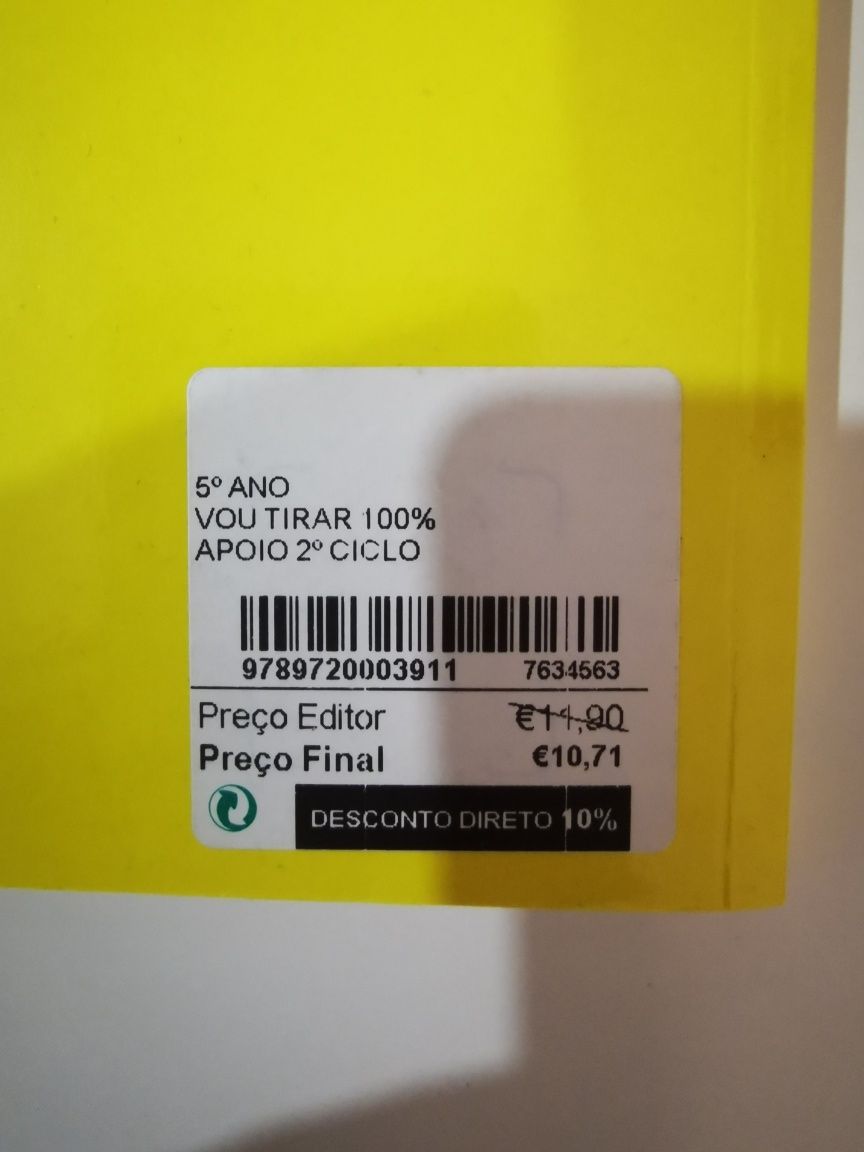 5º ANO
VOU TIRAR 100%
APOIO 2º CICLO
9789720003911 7634563
Preço Editor €11,90
Preço Final €10,71
DESCONTO DIRETO 10%